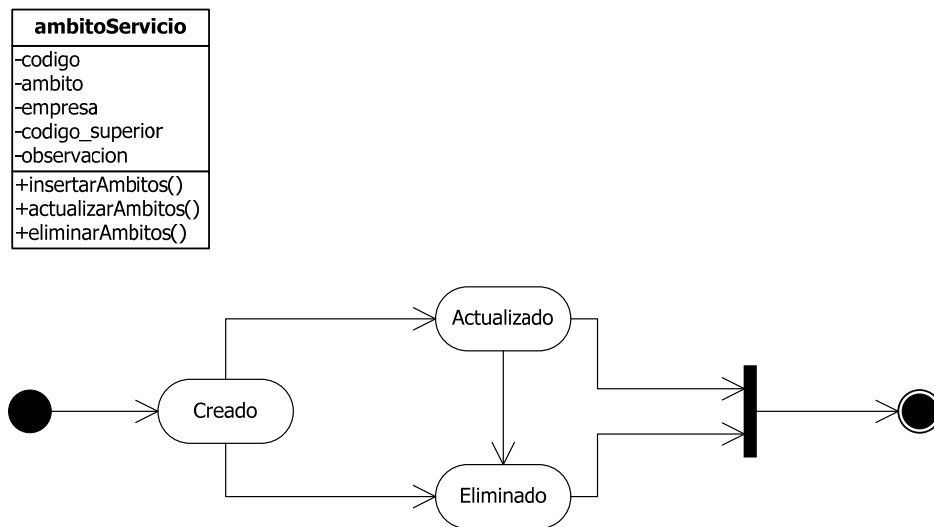 ambitoServicio
-codigo
-ambito
-empresa
-codigo_superior
-observacion
+insertarAmbitos()
+actualizarAmbitos()
+eliminarAmbitos()
Actualizado
Creado
Eliminado